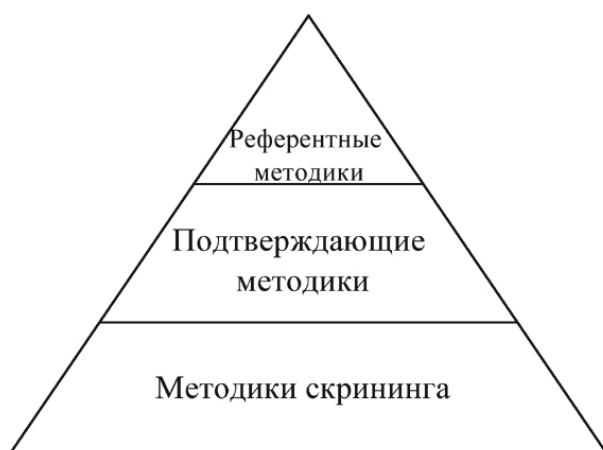 Референтные
методики
Подтверждающие
методики
Методики скрининга